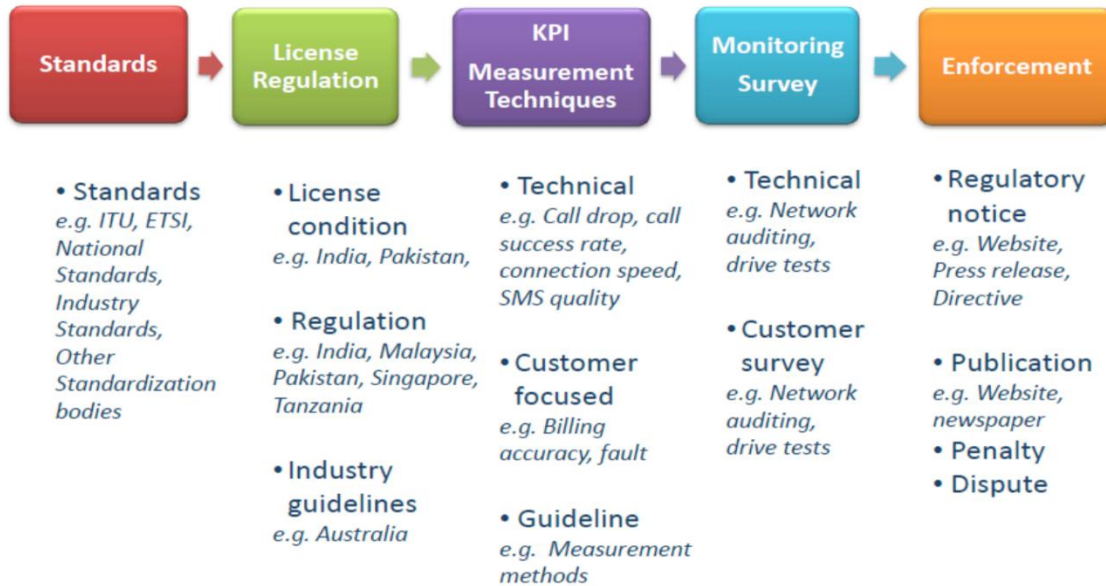 Standards
License
Regulation
KPI
Measurement
Techniques
Monitoring
Survey
Enforcement
• Standards
e.g. ITU, ETSI,
National
Standards,
Industry
Standards,
Other
Standardization
bodies
• License
condition
e.g. India, Pakistan,
• Regulation
e.g. India, Malaysia,
Pakistan, Singapore,
Tanzania
• Industry
guidelines
e.g. Australia
• Technical
e.g. Call drop, call
success rate,
connection speed,
SMS quality
• Customer
focused
e.g. Billing
accuracy, fault
• Guideline
e.g. Measurement
methods
• Technical
e.g. Network
auditing,
drive tests
• Customer
survey
e.g. Network
auditing,
drive tests
• Regulatory
notice
e.g. Website,
Press release,
Directive
• Publication
e.g. Website,
newspaper
• Penalty
• Dispute